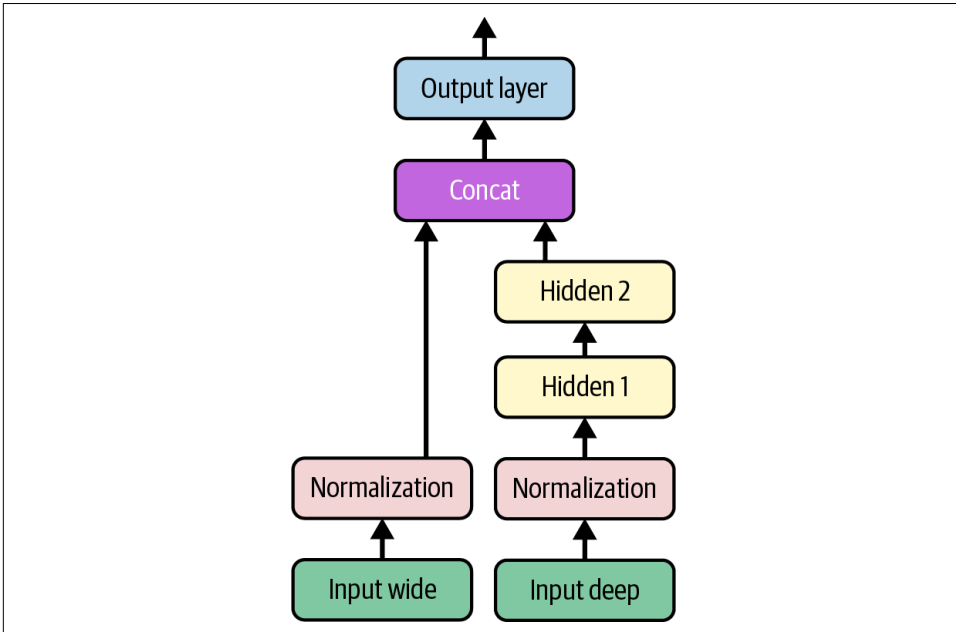 Output layer
Concat
Hidden 2
Hidden 1
Normalization
Normalization
Input wide
Input deep